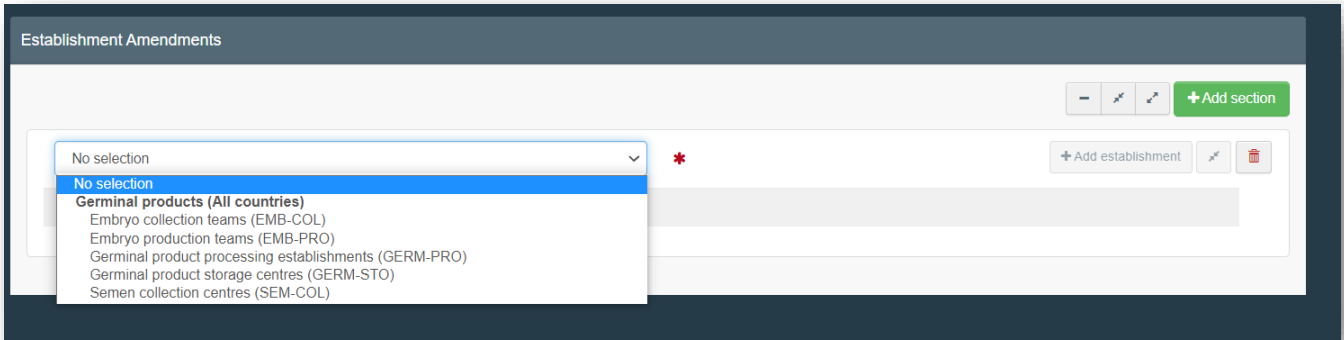 Establishment Amendments
Add section
No selection
Add establishment
No selection
Germinal products (All countries)
Embryo collection teams (EMB-COL)
Embryo production teams (EMB-PRO)
Germinal product processing establishments (GERM-PRO)
Germinal product storage centres (GERM-STO)
Semen collection centres (SEM-COL)